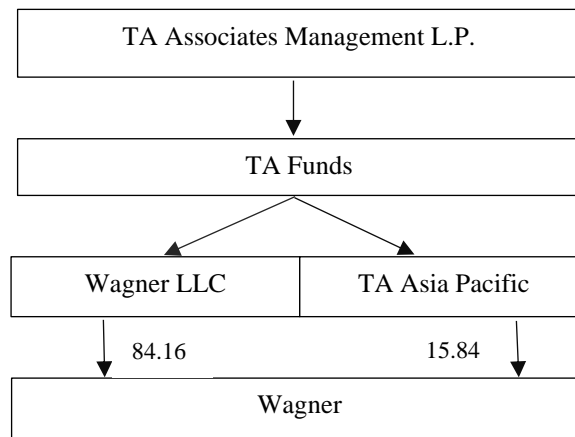 TA Associates Management L.P.
TA Funds
Wagner LLC
TA Asia Pacific
84.16
15.84
Wagner